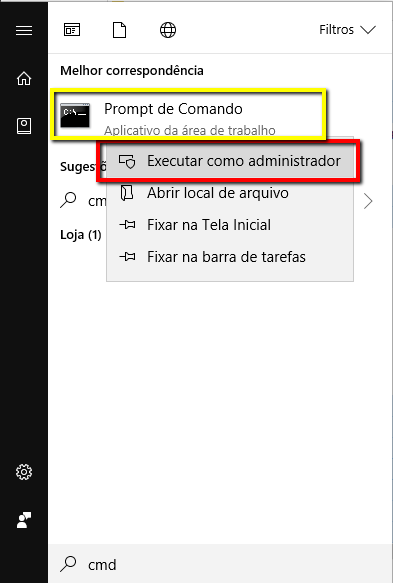 Filtros
Melhor correspondência
Prompt de Comando
Aplicativo da área de trabalho
Executar como administrador
Abrir local de arquivo
Fixar na Tela Inicial
Fixar na barra de tarefas
cm
Loja (1)
cmd